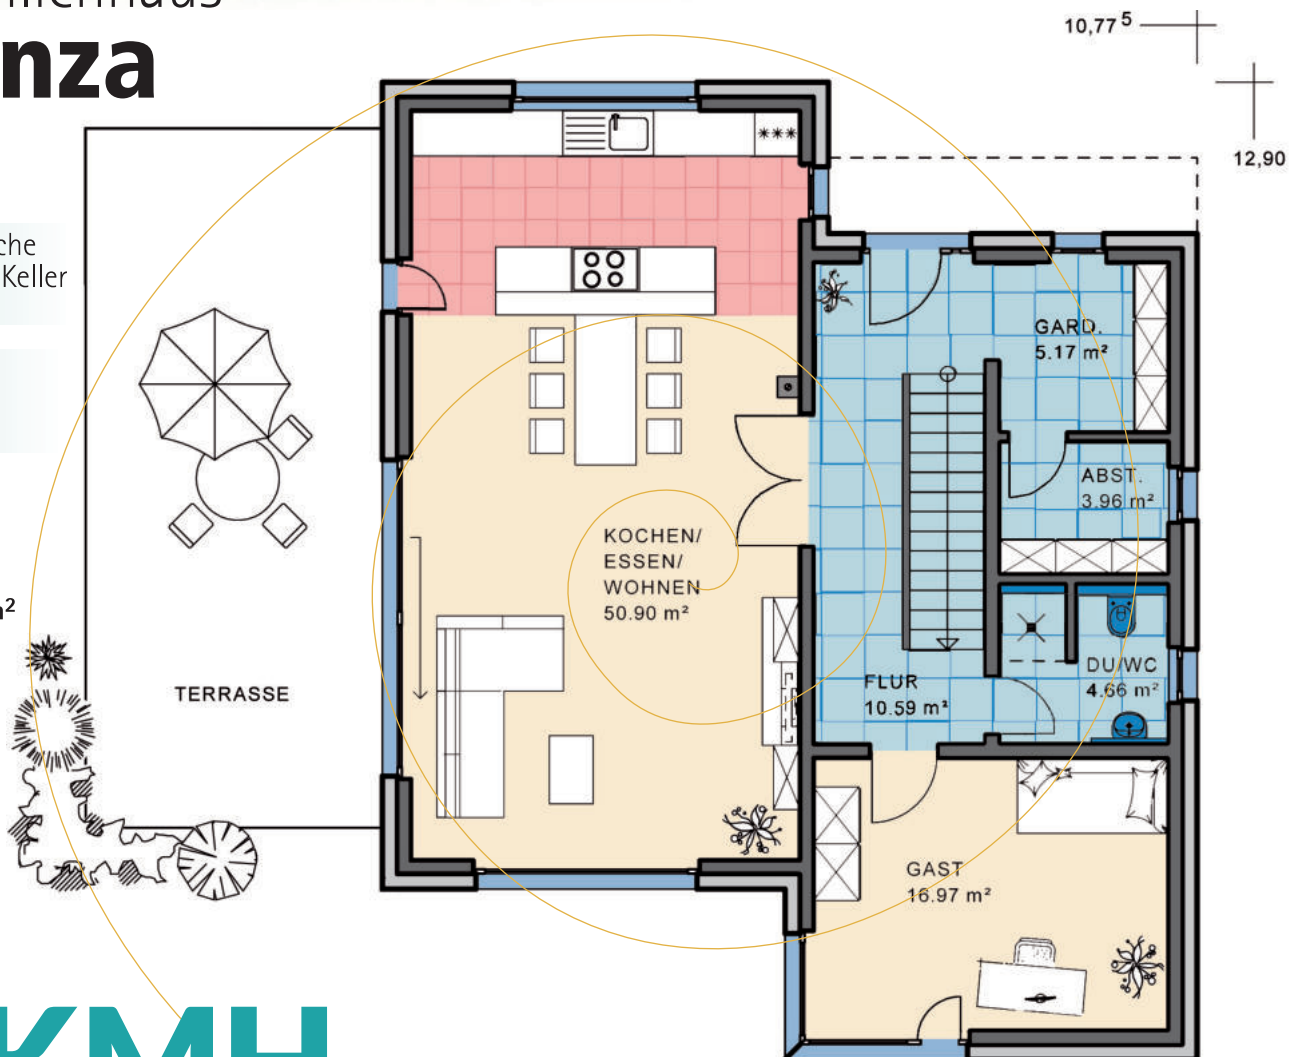 nza
10,77⁵
12,90
che
Keller
GARD.
5.17 m²
ABST.
3.96 m²
KOCHEN/
ESSEN/
WOHNEN
50.90 m²
TERRASSE
FLUR
10.59 m²
DU/WC
4.66 m²
GAST
16.97 m²
KMH